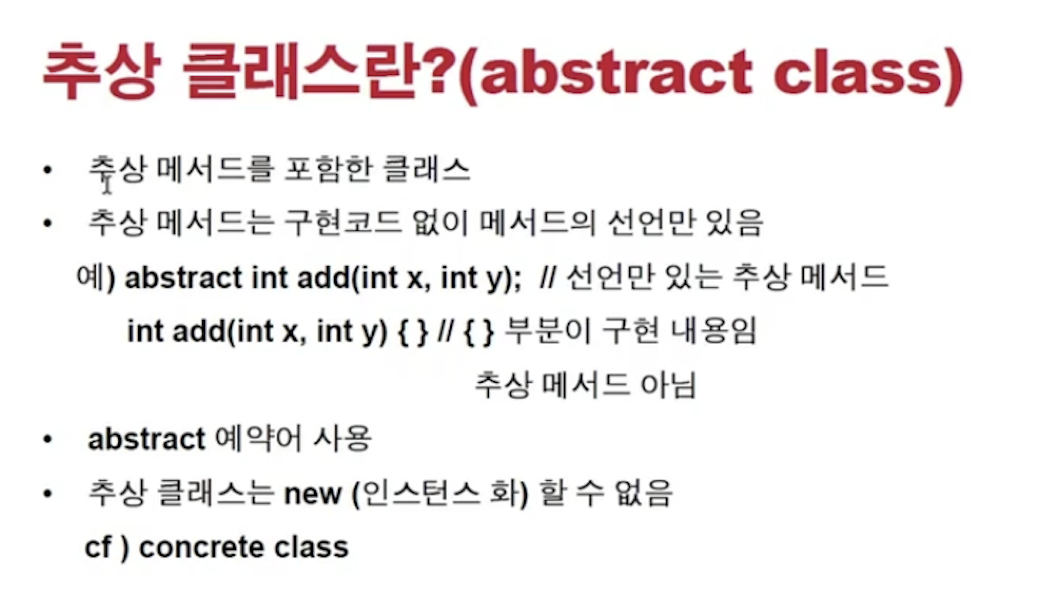 추상 클래스란?(abstract class)
• 추상 메서드를 포함한 클래스
• 추상 메서드는 구현코드 없이 메서드의 선언만 있음
예) abstract int add(int x, int y); // 선언만 있는 추상 메서드
int add(int x, int y) { } // { } 부분이 구현 내용임
추상 메서드 아님
• abstract 예약어 사용
• 추상 클래스는 new (인스턴스 화) 할 수 없음
cf ) concrete class